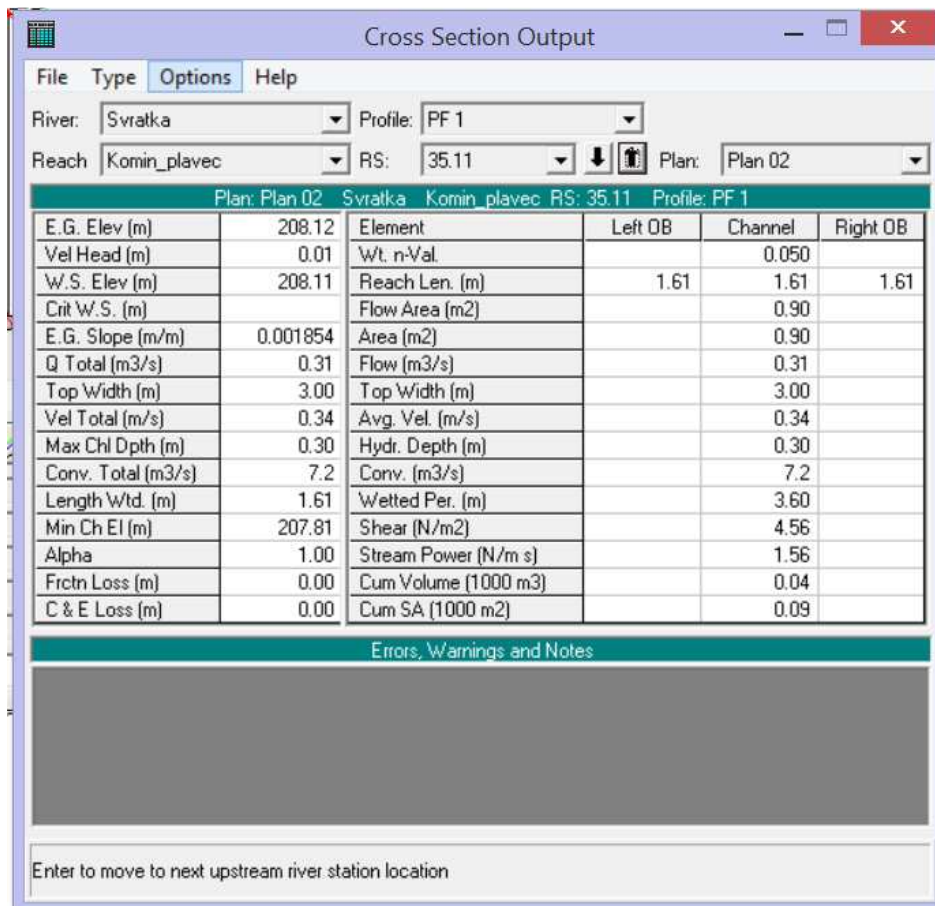 Cross Section Output
File Type Options Help
River: Svratka Profile: PF 1
Reach Komin_plavec RS: 35.11 Plan: Plan 02
Plan: Plan 02 Svratka Komin_plavec RS: 35.11 Profile: PF 1
E.G. Elev (m) 208.12 Element Left OB Channel Right OB
Vel Head (m) 0.01 Wt. n-Val. 0.050
W.S. Elev (m) 208.11 Reach Len. (m) 1.61 1.61 1.61
Crit W.S. (m) Flow Area (m2) 0.90
E.G. Slope (m/m) 0.001854 Area (m2) 0.90
Q Total (m3/s) 0.31 Flow (m3/s) 0.31
Top Width (m) 3.00 Top Width (m) 3.00
Vel Total (m/s) 0.34 Avg. Vel. (m/s) 0.34
Max Chl Dpth (m) 0.30 Hydr. Depth (m) 0.30
Conv. Total (m3/s) 7.2 Conv. (m3/s) 7.2
Length Wtd. (m) 1.61 Wetted Per. (m) 3.60
Min Ch El (m) 207.81 Shear (N/m2) 4.56
Alpha 1.00 Stream Power (N/m s) 1.56
Frctn Loss (m) 0.00 Cum Volume (1000 m3) 0.04
C & E Loss (m) 0.00 Cum SA (1000 m2) 0.09
Errors, Warnings and Notes
Enter to move to next upstream river station location